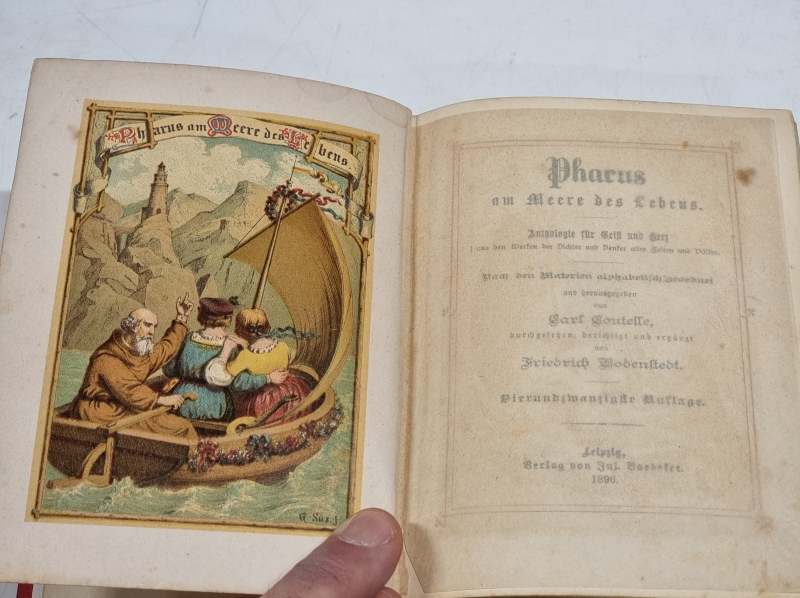 Pharus am Meere des Lebens
G. Sus. f.
Pharus
am Meere des Lebens.
Anthologie für Geist und Herz
aus den Werken der Dichter und Denker aller Zeiten und Völker.
Nach den Materien alphabetisch geordnet
und herausgegeben
von
Carl Coutelle,
durchgesehen, berichtigt und ergänzt
von
Friedrich Bodenstedt.
Vierundzwanzigste Auflage.
Leipzig,
Verlag von Jul. Baedeker.
1896.